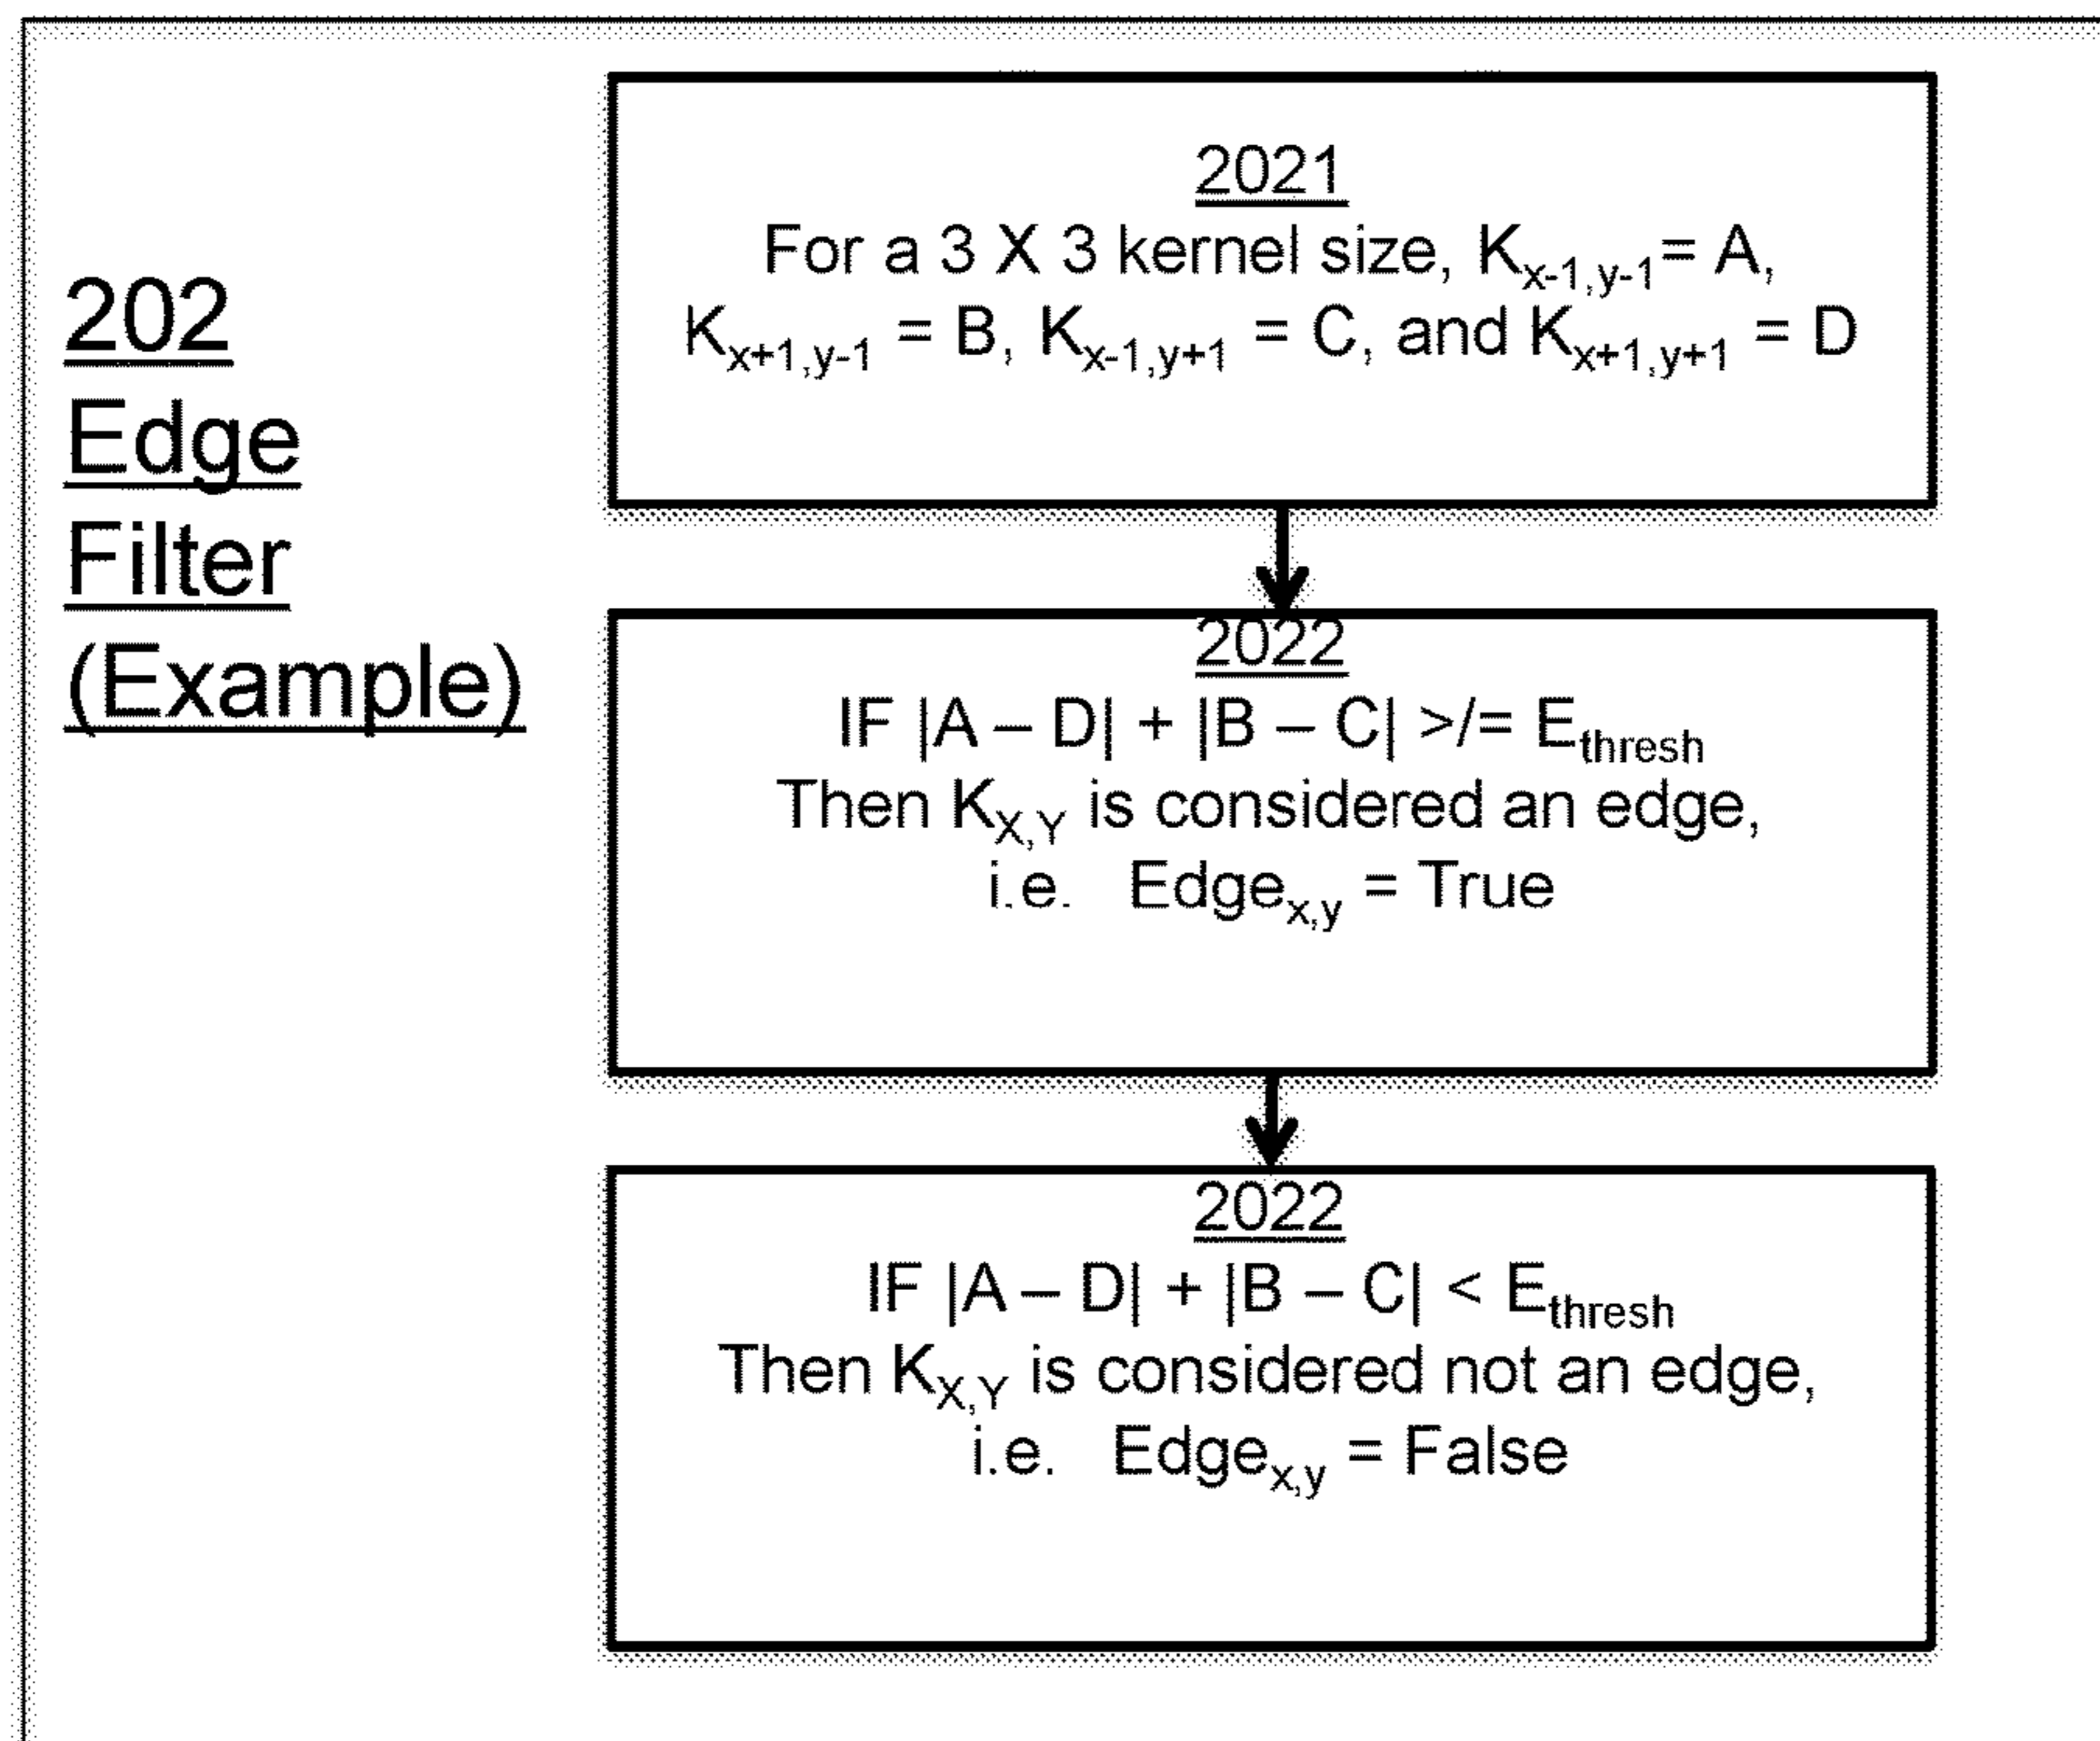 202
Edge
Filter
(Example)
2021
For a 3 X 3 kernel size, Kx-1,y-1= A,
Kx+1,y-1 = B, Kx-1,y+1 = C, and Kx+1,y+1 = D
2022
IF |A – D| + |B – C| >/= Ethresh
Then KX,Y is considered an edge,
i.e. Edgex,y = True
2022
IF |A – D| + |B – C| < Ethresh
Then KX,Y is considered not an edge,
i.e. Edgex,y = False